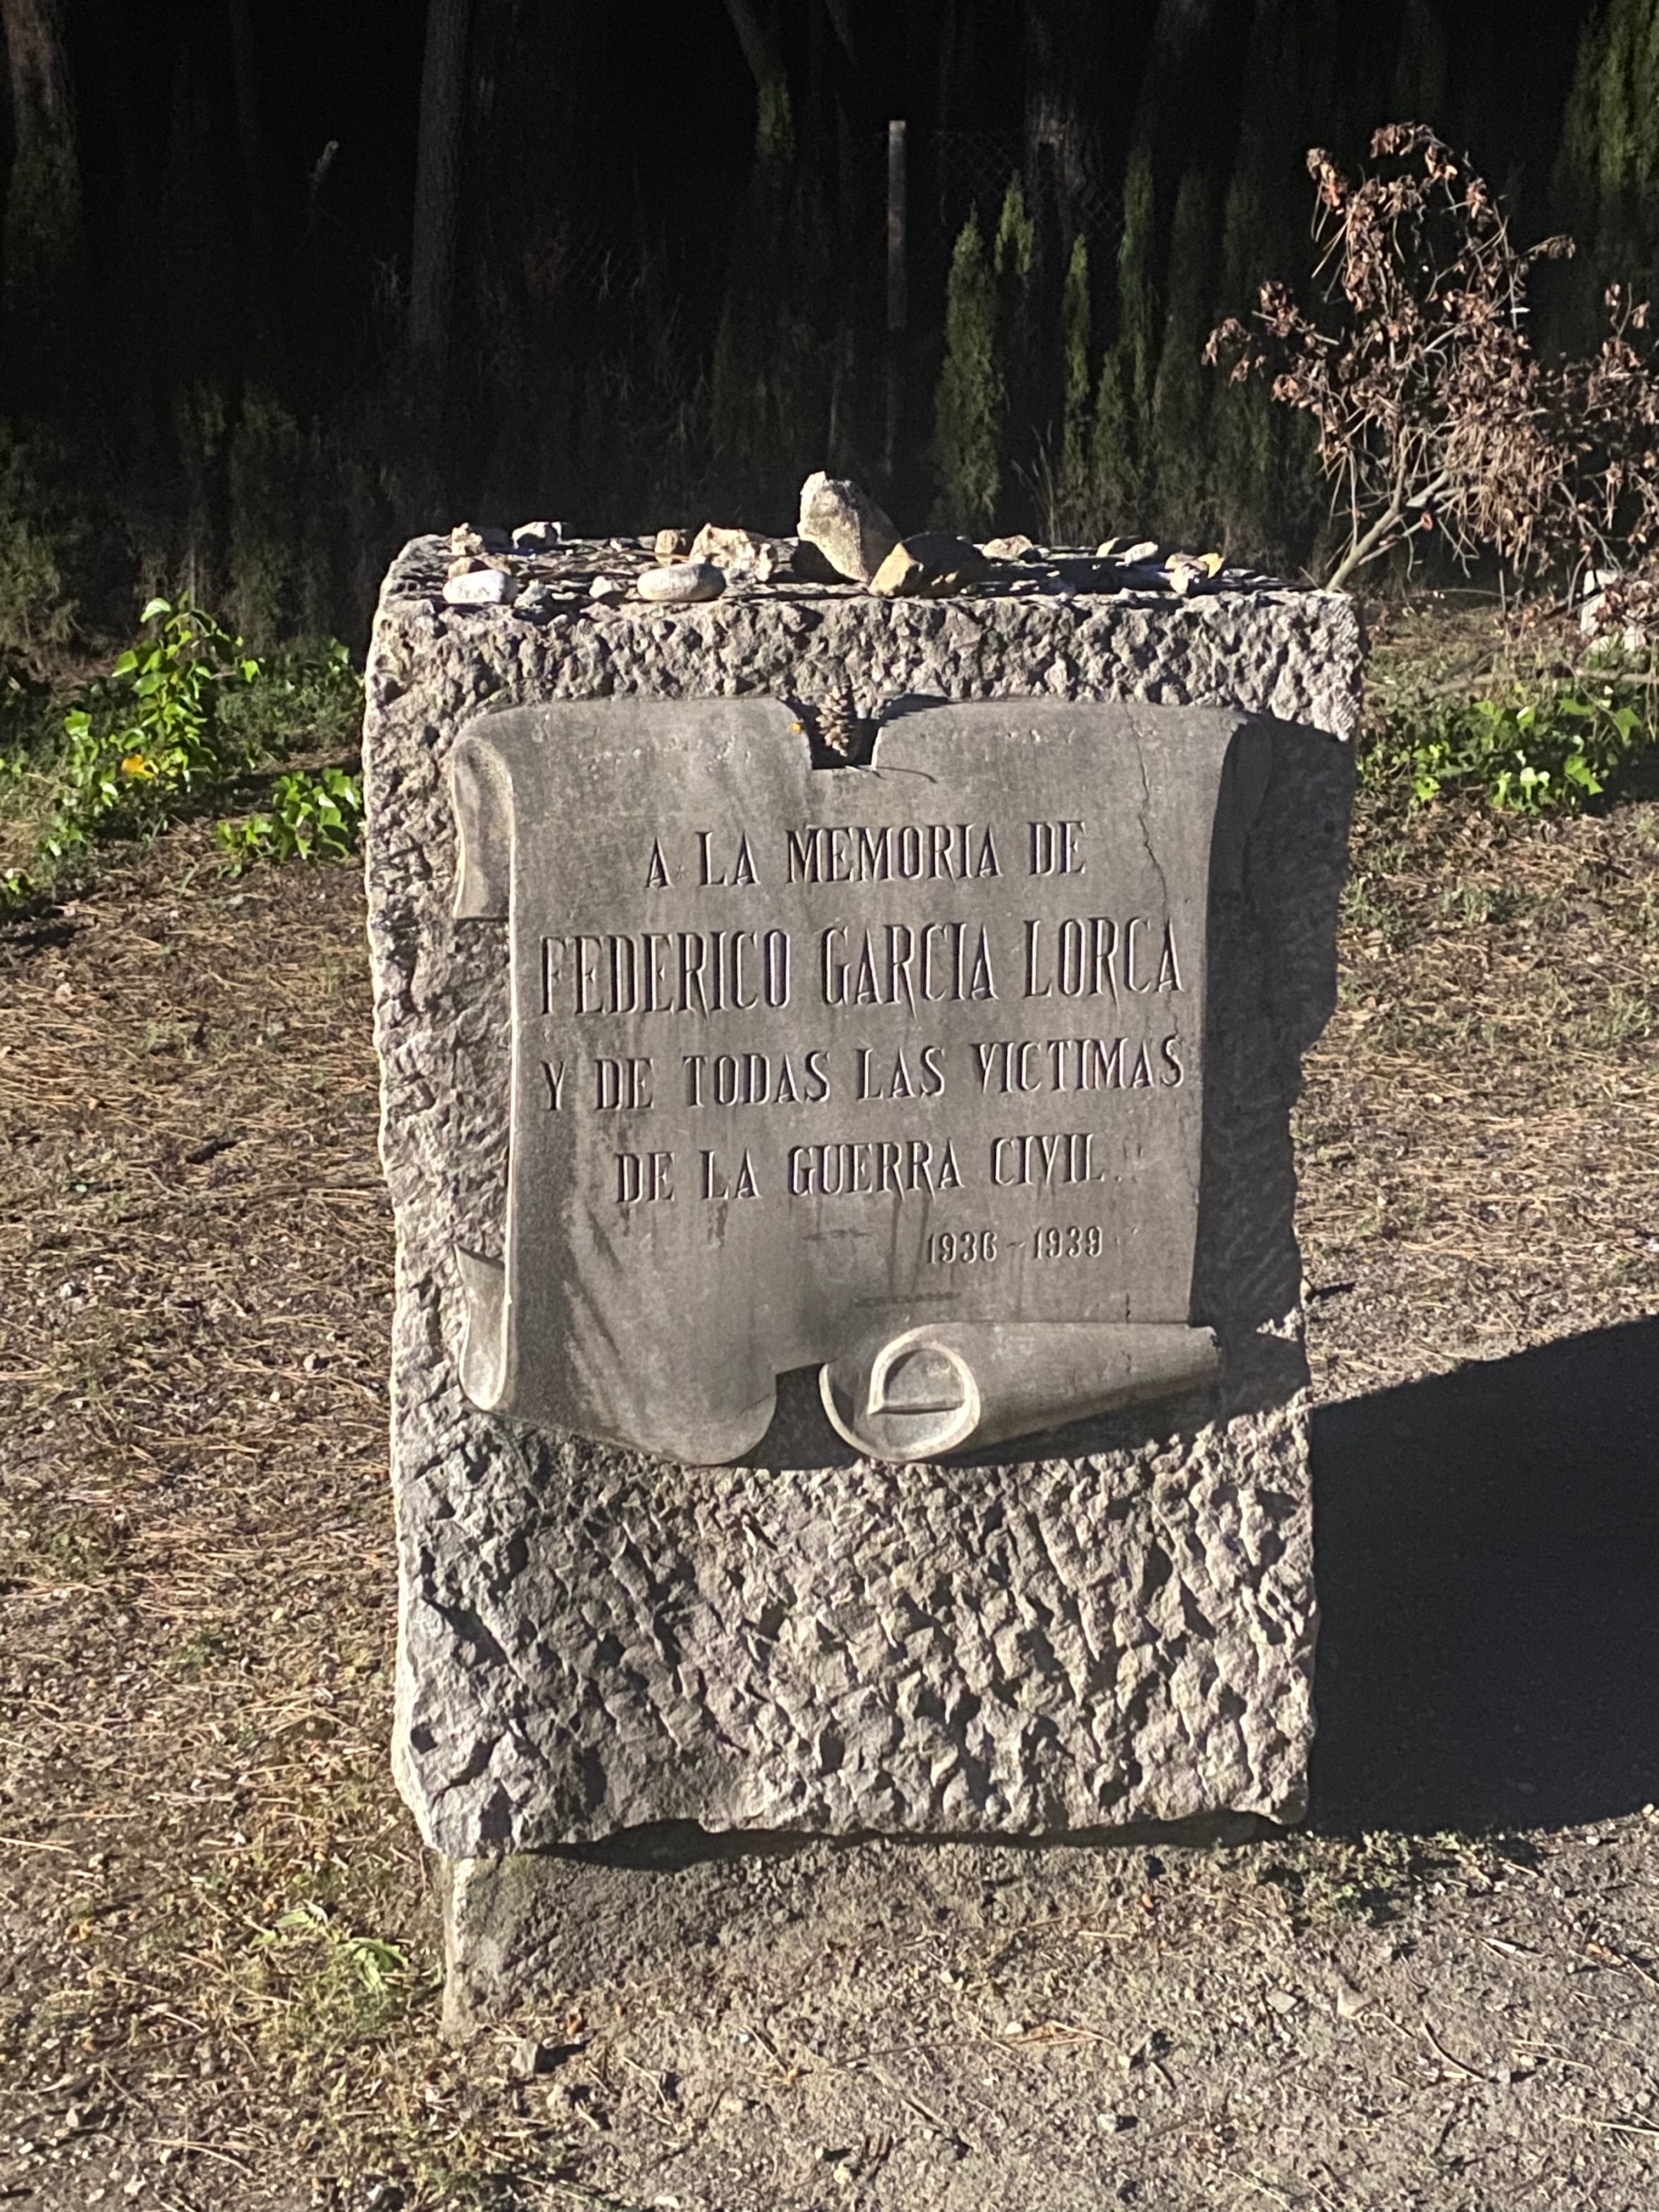 A LA MEMORIA DE
FEDERICO GARCIA LORCA
Y DE TODAS LAS VICTIMAS
DE LA GUERRA CIVIL.
1936-1939